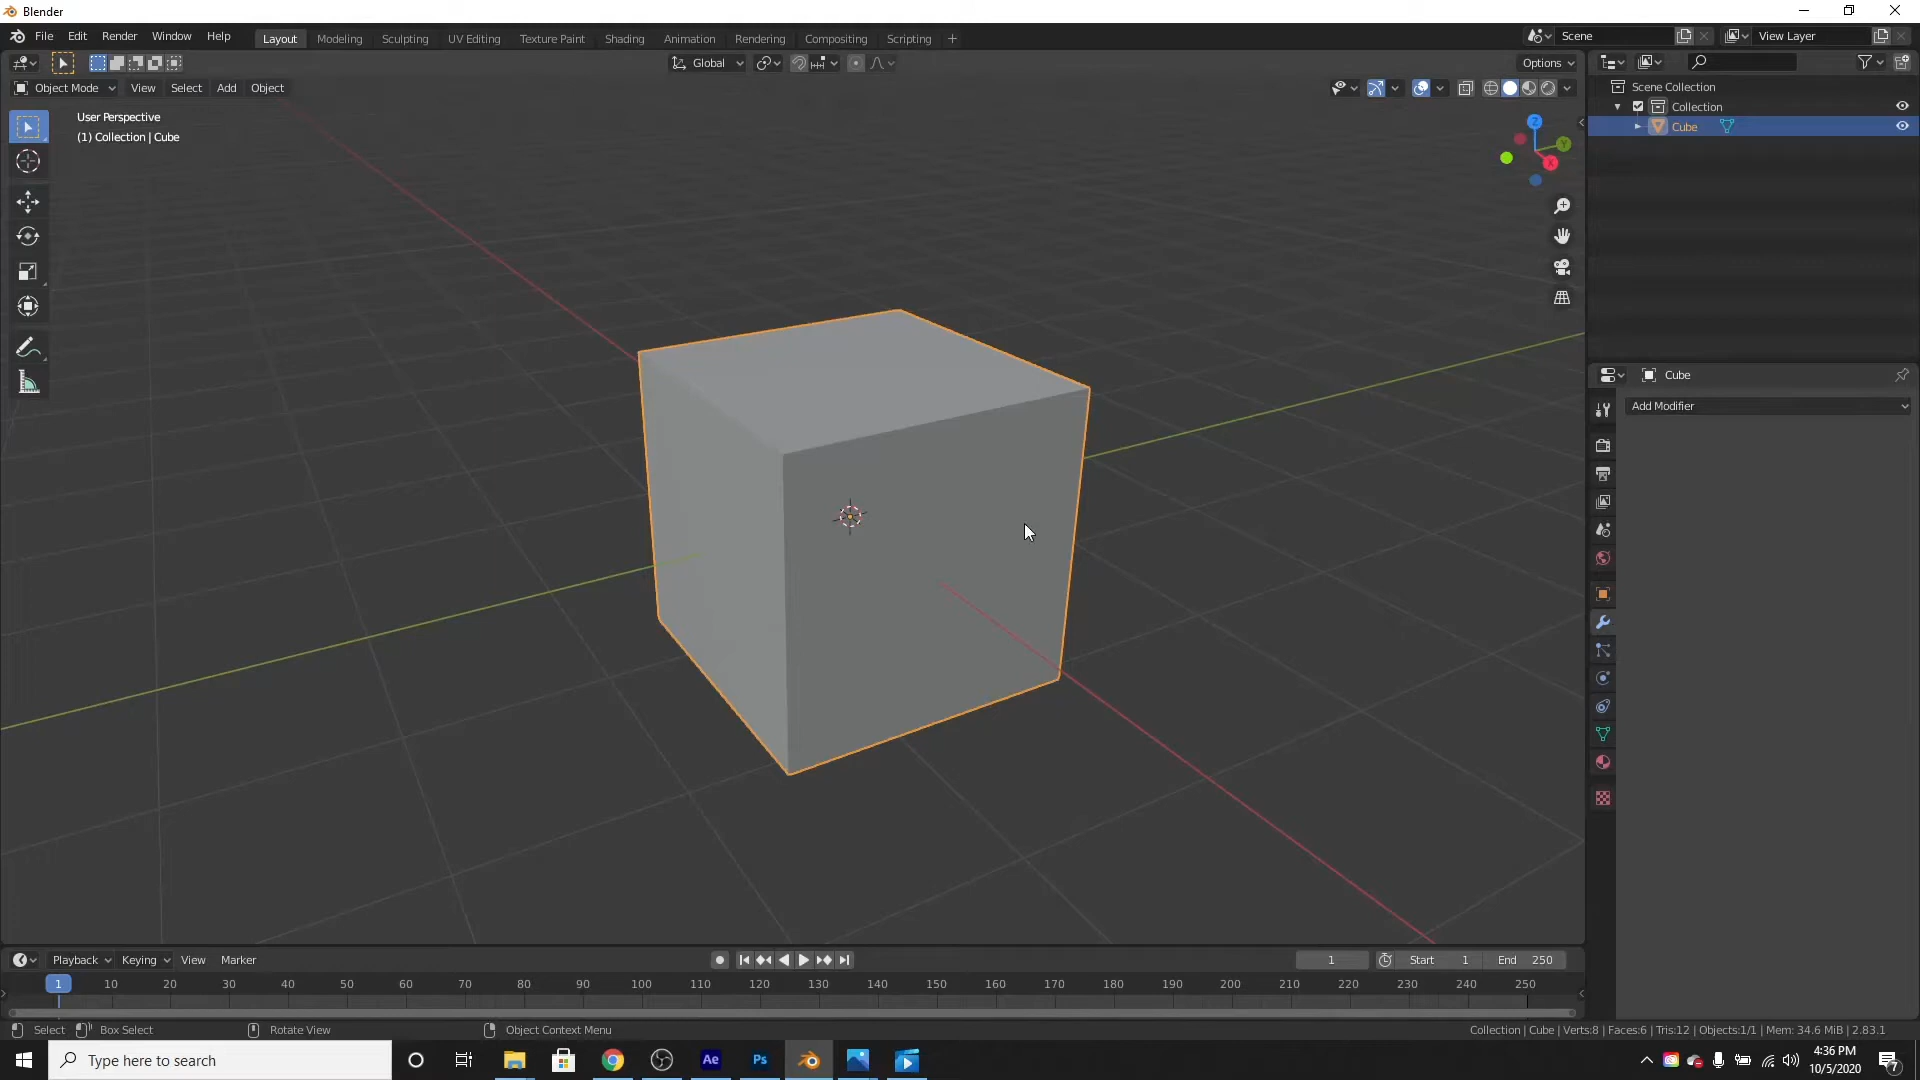 Blender
File Edit Render Window Help Layout Modeling Sculpting UV Editing Texture Paint Shading Animation Rendering Compositing Scripting + Scene View Layer
Global Options
Object Mode View Select Add Object
Scene Collection
Collection
Cube
User Perspective
(1) Collection | Cube
Z
Y
X
Cube
Add Modifier
Playback Keying View Marker 1 Start 1 End 250
1 10 20 30 40 50 60 70 80 90 100 110 120 130 140 150 160 170 180 190 200 210 220 230 240 250
Select Box Select Rotate View Object Context Menu Collection | Cube | Verts:8 | Faces:6 | Tris:12 | Objects:1/1 | Mem: 34.6 MiB | 2.83.1
Type here to search Ae Ps 4:36 PM
10/5/2020
7